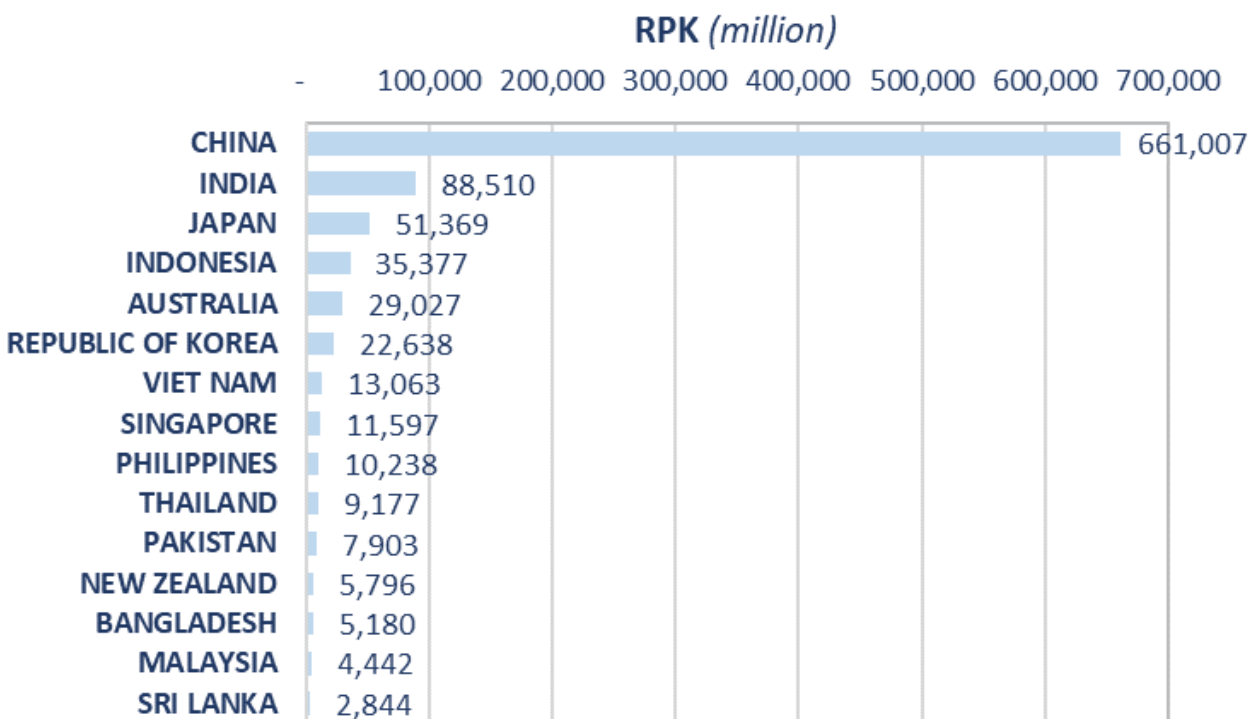 RPK (million)
- 100,000 200,000 300,000 400,000 500,000 600,000 700,000
CHINA 661,007
INDIA 88,510
JAPAN 51,369
INDONESIA 35,377
AUSTRALIA 29,027
REPUBLIC OF KOREA 22,638
VIET NAM 13,063
SINGAPORE 11,597
PHILIPPINES 10,238
THAILAND 9,177
PAKISTAN 7,903
NEW ZEALAND 5,796
BANGLADESH 5,180
MALAYSIA 4,442
SRI LANKA 2,844